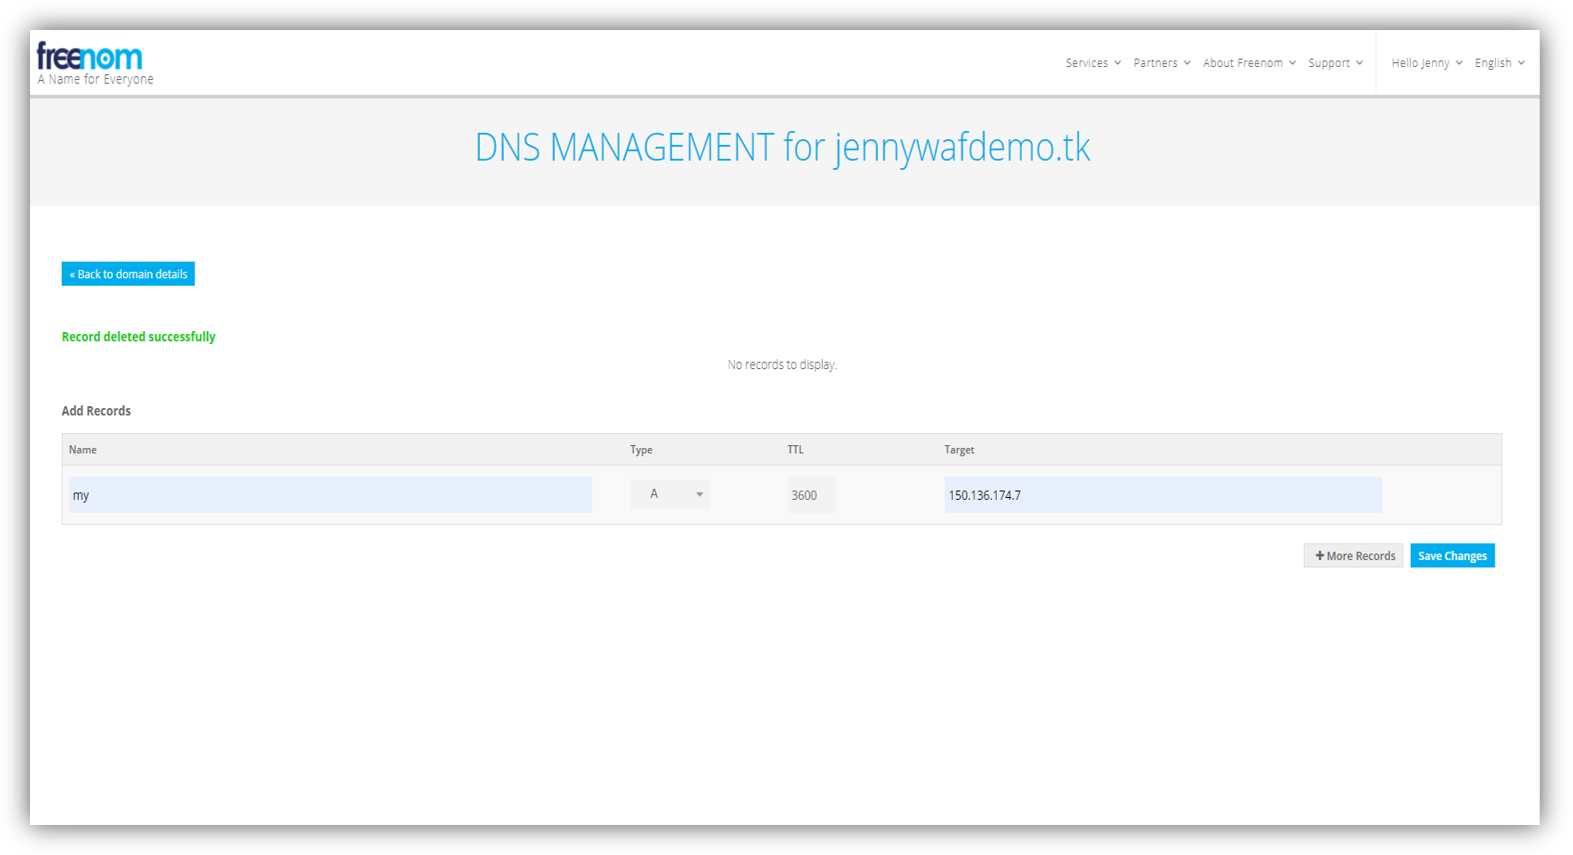 freenom
A Name for Everyone
Services Partners About Freenom Support Hello Jenny English
DNS MANAGEMENT for jennywafdemo.tk
« Back to domain details
Record deleted successfully
No records to display.
Add Records
Name Type TTL Target
my A 3600 150.136.174.7
+ More Records Save Changes